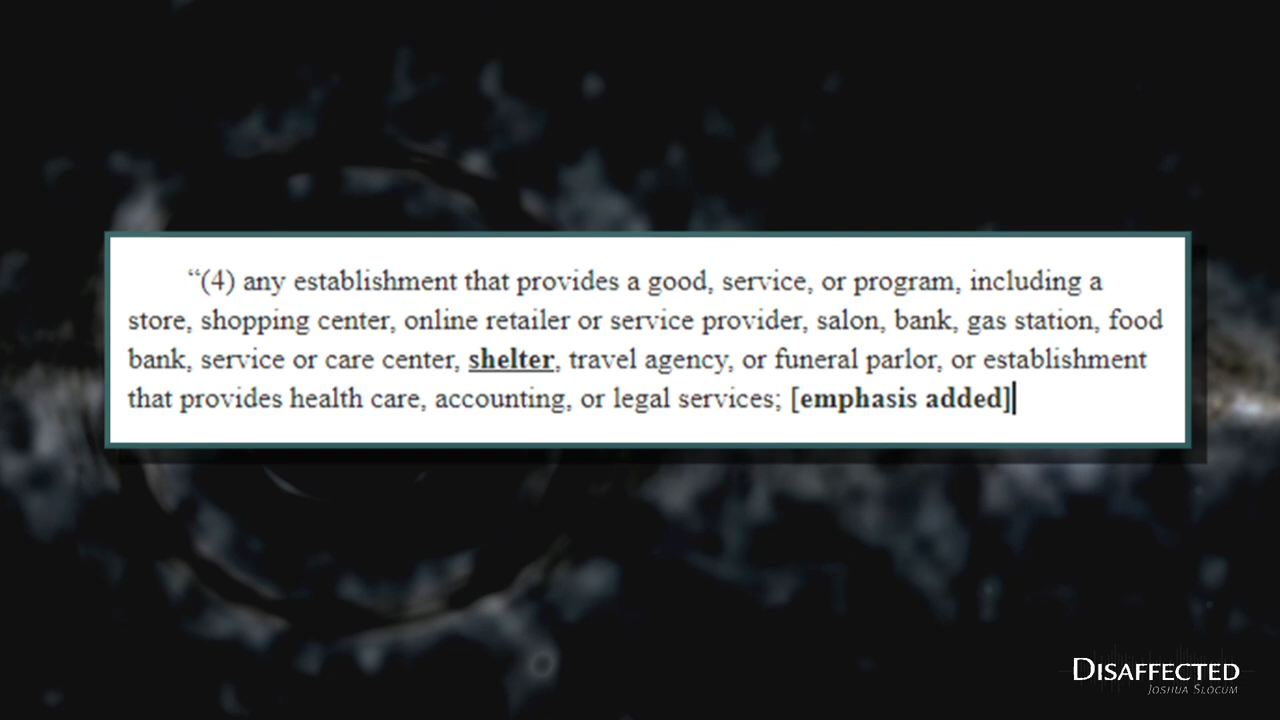 “(4) any establishment that provides a good, service, or program, including a
store, shopping center, online retailer or service provider, salon, bank, gas station, food
bank, service or care center, shelter, travel agency, or funeral parlor, or establishment
that provides health care, accounting, or legal services; [emphasis added]
DISAFFECTED
JOSHUA SLOCUM